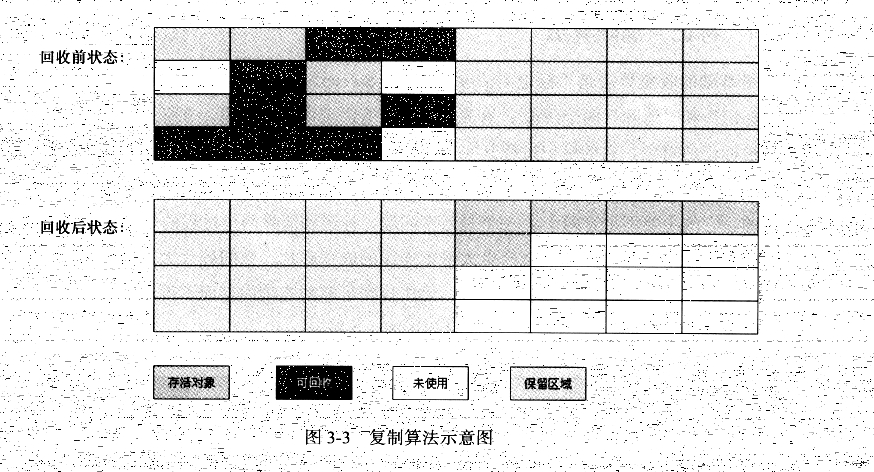 回收前状态:
回收后状态:
存活对象
可回收
未使用
保留区域
图 3-3 复制算法示意图